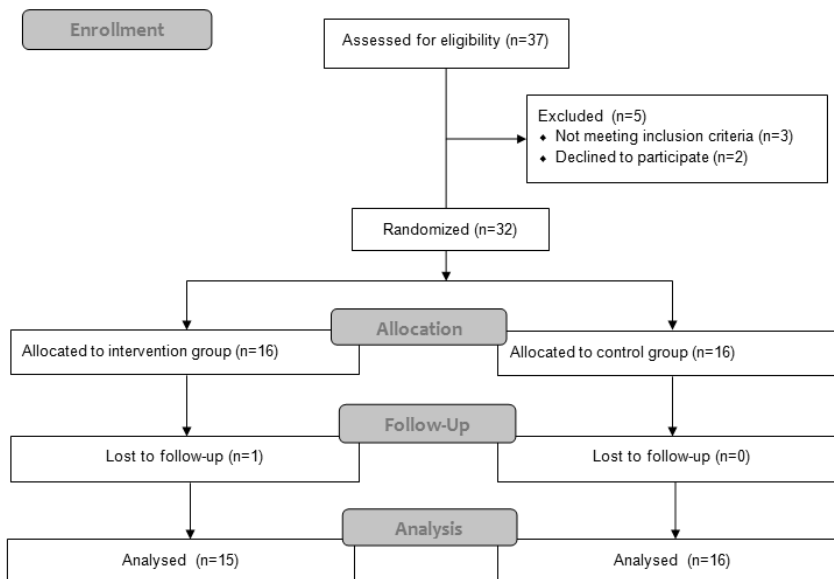 Enrollment
Assessed for eligibility (n=37)
Excluded (n=5)
⬥ Not meeting inclusion criteria (n=3)
⬥ Declined to participate (n=2)
Randomized (n=32)
Allocation
Allocated to intervention group (n=16)
Allocated to control group (n=16)
Follow-Up
Lost to follow-up (n=1)
Lost to follow-up (n=0)
Analysis
Analysed (n=15)
Analysed (n=16)